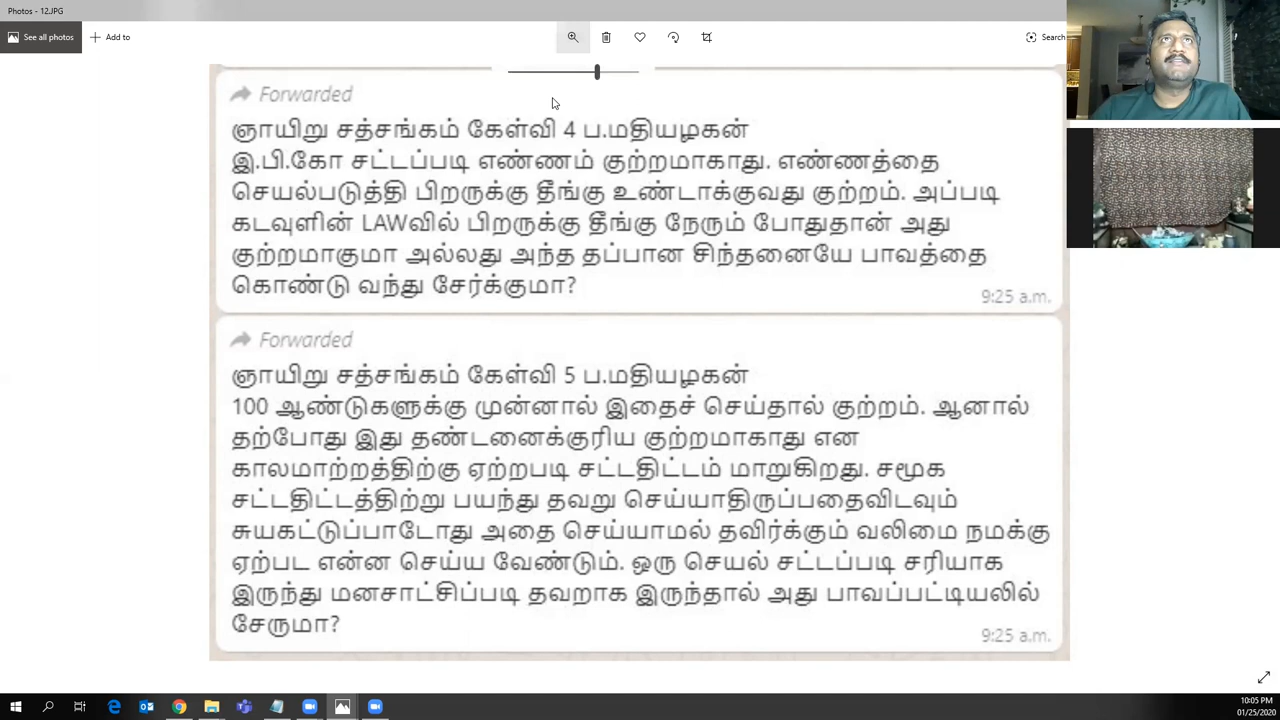 Photos - 12.JPG
See all photos
Add to
Search
Forwarded
ஞாயிறு சத்சங்கம் கேள்வி 4 ப.மதியழகன்
இ.பி.கோ சட்டப்படி எண்ணம் குற்றமாகாது. எண்ணத்தை
செயல்படுத்தி பிறருக்கு தீங்கு உண்டாக்குவது குற்றம். அப்படி
கடவுளின் LAWவில் பிறருக்கு தீங்கு நேரும் போதுதான் அது
குற்றமாகுமா அல்லது அந்த தப்பான சிந்தனையே பாவத்தை
கொண்டு வந்து சேர்க்குமா?
9:25 a.m.
Forwarded
ஞாயிறு சத்சங்கம் கேள்வி 5 ப.மதியழகன்
100 ஆண்டுகளுக்கு முன்னால் இதைச் செய்தால் குற்றம். ஆனால்
தற்போது இது தண்டனைக்குரிய குற்றமாகாது என
காலமாற்றத்திற்கு ஏற்றபடி சட்டதிட்டம் மாறுகிறது. சமூக
சட்டதிட்டத்திற்று பயந்து தவறு செய்யாதிருப்பதைவிடவும்
சுயகட்டுப்பாடோது அதை செய்யாமல் தவிர்க்கும் வலிமை நமக்கு
ஏற்பட என்ன செய்ய வேண்டும். ஒரு செயல் சட்டப்படி சரியாக
இருந்து மனசாட்சிப்படி தவறாக இருந்தால் அது பாவப்பட்டியலில்
சேருமா?
9:25 a.m.
10:05 PM
01/25/2020